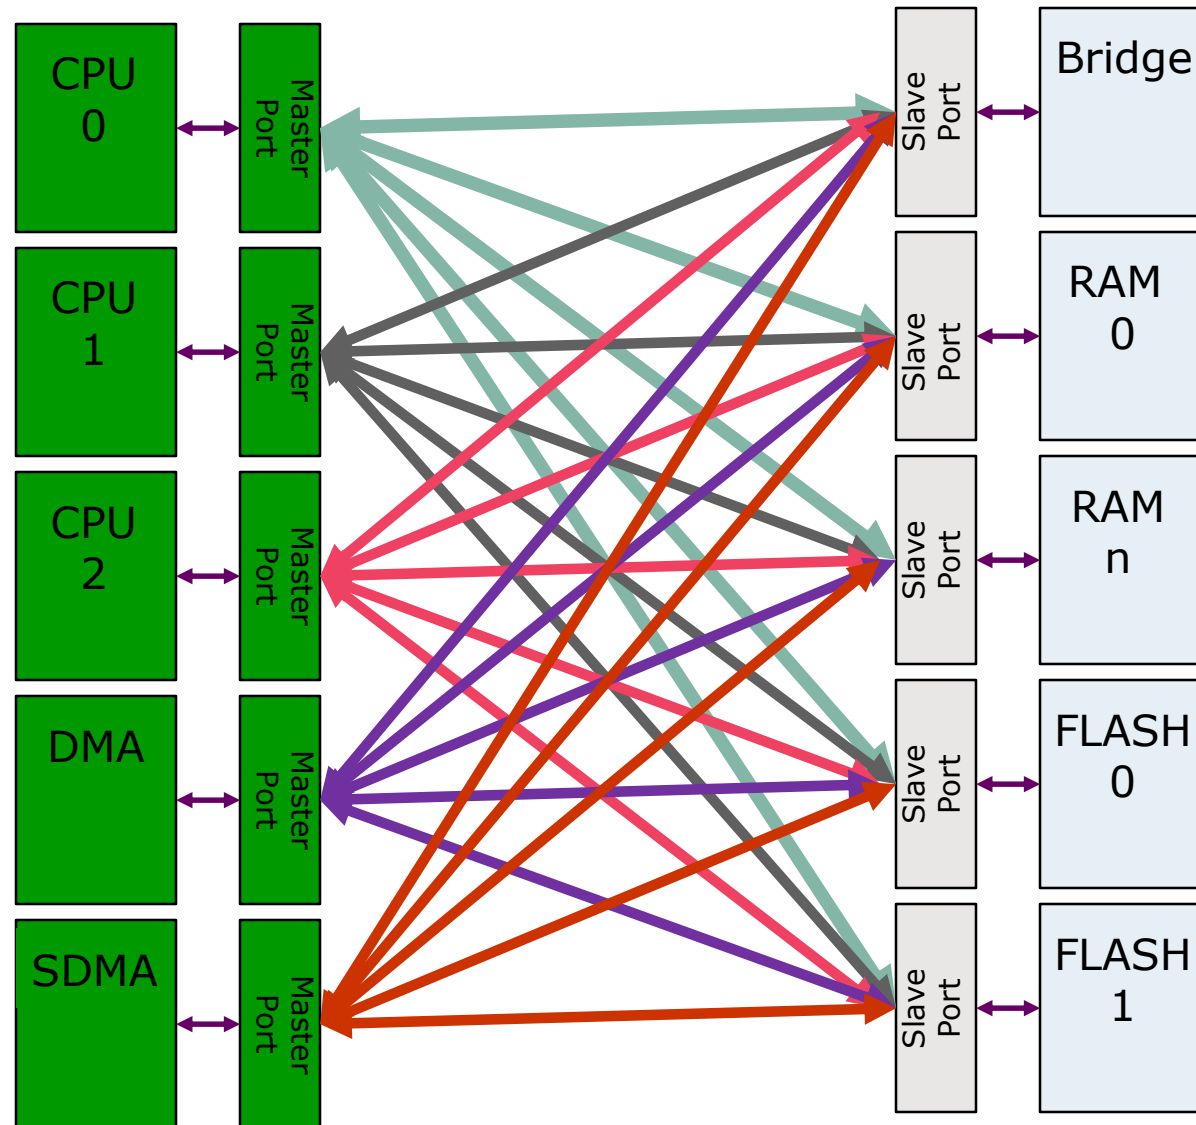 CPU
0
Master
Port
Slave
Port
Bridge
CPU
1
Master
Port
Slave
Port
RAM
0
CPU
2
Master
Port
Slave
Port
RAM
n
DMA
Master
Port
Slave
Port
FLASH
0
SDMA
Master
Port
Slave
Port
FLASH
1